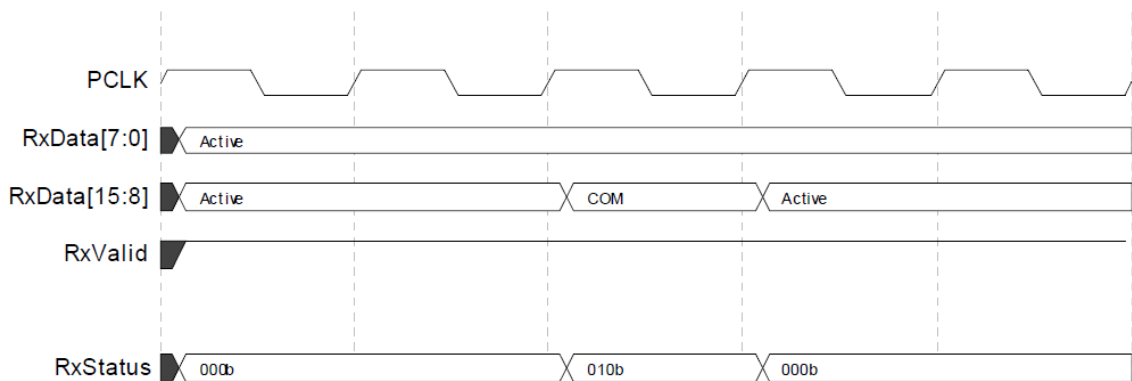 PCLK
RxData[7:0] Active
RxData[15:8] Active COM Active
RxValid
RxStatus 000b 010b 000b